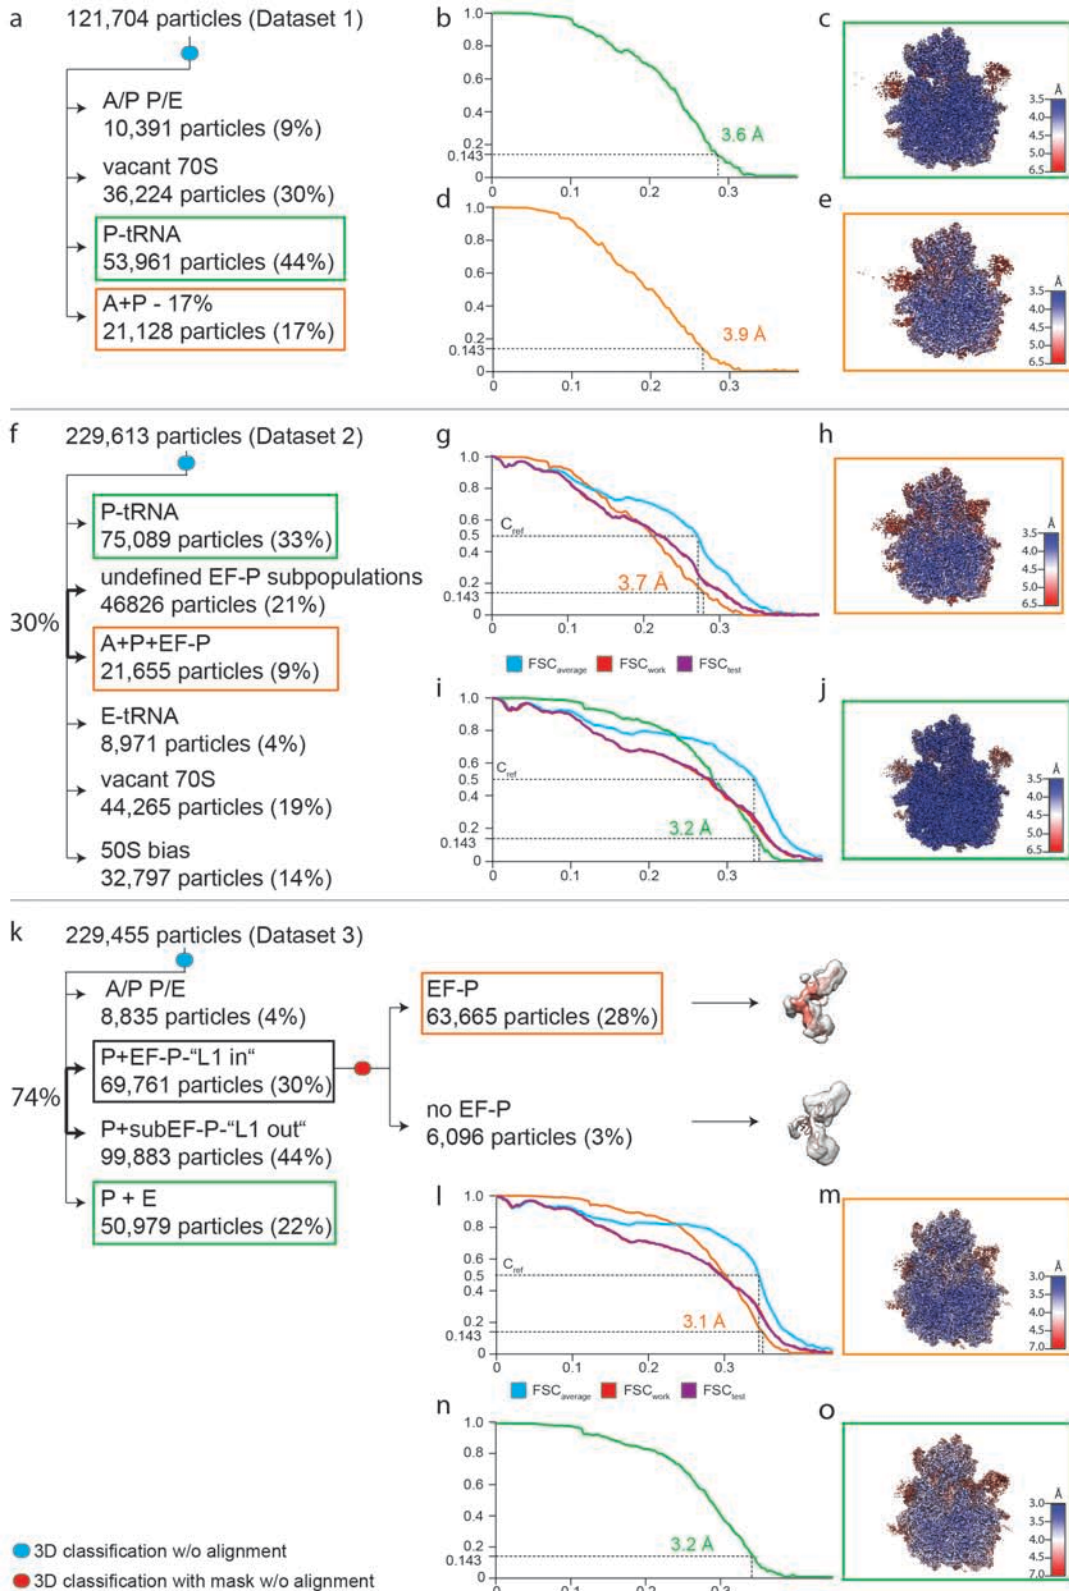 a
121,704 particles (Dataset 1)
A/P P/E
10,391 particles (9%)
vacant 70S
36,224 particles (30%)
P-tRNA
53,961 particles (44%)
A+P - 17%
21,128 particles (17%)
b
1.0
0.8
0.6
0.4
0.2
0.143
0
0
0.1
0.2
0.3
3.6 Å
c
Å
3.5
4.0
5.0
6.5
d
1.0
0.8
0.6
0.4
0.2
0.143
0
0
0.1
0.2
0.3
3.9 Å
e
Å
3.5
4.0
5.0
6.5
f
229,613 particles (Dataset 2)
P-tRNA
75,089 particles (33%)
undefined EF-P subpopulations
46826 particles (21%)
30%
A+P+EF-P
21,655 particles (9%)
E-tRNA
8,971 particles (4%)
vacant 70S
44,265 particles (19%)
50S bias
32,797 particles (14%)
g
1.0
0.8
0.6
Cref
0.5
0.4
0.2
0.143
0
0
0.1
0.2
0.3
3.7 Å
FSCaverage FSCwork FSCtest
h
Å
3.5
4.0
5.0
6.5
i
1.0
0.8
Cref
0.5
0.4
0.2
0.143
0
0
0.1
0.2
0.3
3.2 Å
j
Å
3.5
4.0
5.0
6.5
k
229,455 particles (Dataset 3)
A/P P/E
8,835 particles (4%)
P+EF-P-“L1 in“
69,761 particles (30%)
74%
P+subEF-P-“L1 out“
99,883 particles (44%)
P + E
50,979 particles (22%)
EF-P
63,665 particles (28%)
no EF-P
6,096 particles (3%)
l
1.0
0.8
0.6
Cref
0.5
0.4
0.2
0.143
0
0
0.1
0.2
0.3
3.1 Å
FSCaverage FSCwork FSCtest
m
Å
3.0
4.0
4.5
7.0
n
1.0
0.8
0.6
0.4
0.2
0.143
0
0
0.1
0.2
0.3
3.2 Å
o
Å
3.0
3.5
4.0
4.5
7.0
3D classification w/o alignment
3D classification with mask w/o alignment